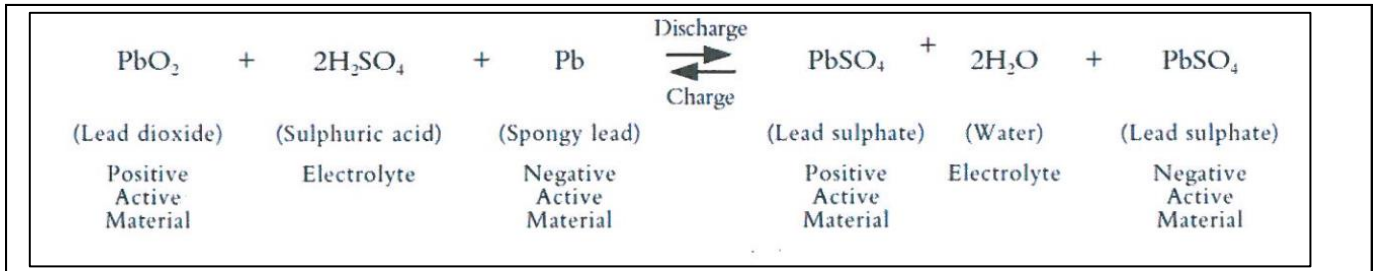 Discharge
PbO₂ + 2H₂SO₄ + Pb PbSO₄ + 2H₂O + PbSO₄
Charge
(Lead dioxide) (Sulphuric acid) (Spongy lead) (Lead sulphate) (Water) (Lead sulphate)
Positive Electrolyte Negative Positive Electrolyte Negative
Active Active Active Active
Material Material Material Material